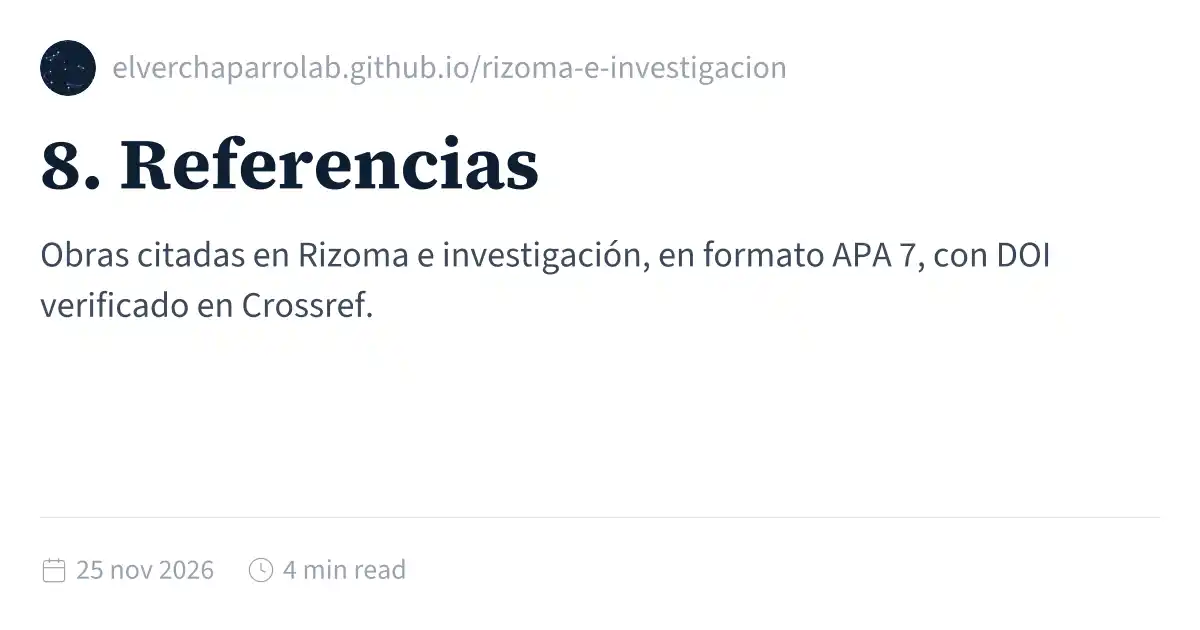 elverchaparrolab.github.io/rizoma-e-investigacion
8. Referencias
Obras citadas en Rizoma e investigación, en formato APA 7, con DOI
verificado en Crossref.
25 nov 2026 4 min read